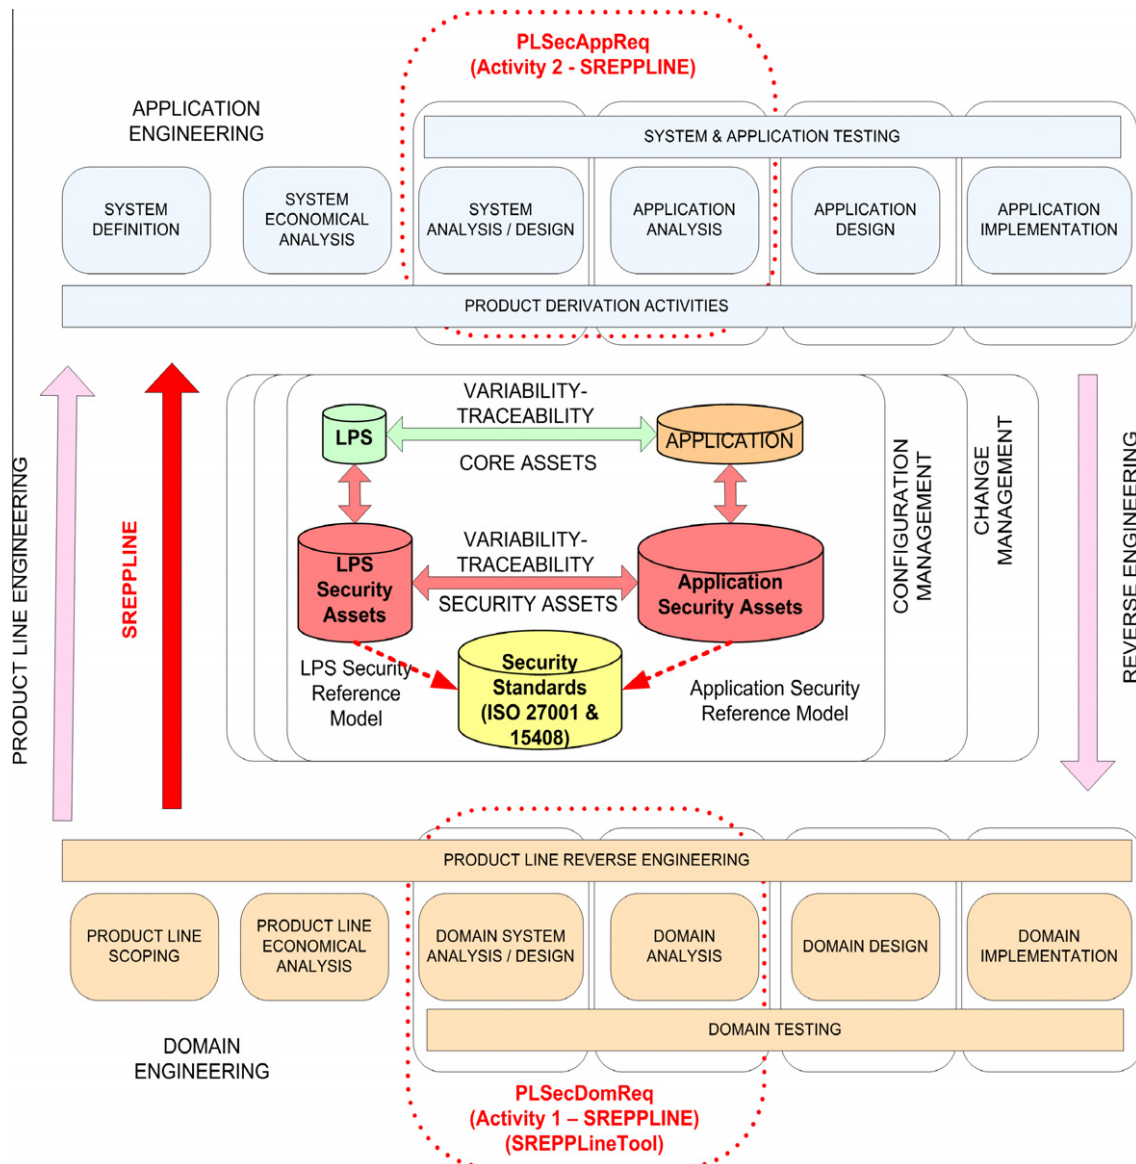 PLSecAppReq
(Activity 2 - SREPPLINE)
APPLICATION
ENGINEERING
SYSTEM & APPLICATION TESTING
SYSTEM
DEFINITION
SYSTEM
ECONOMICAL
ANALYSIS
SYSTEM
ANALYSIS / DESIGN
APPLICATION
ANALYSIS
APPLICATION
DESIGN
APPLICATION
IMPLEMENTATION
PRODUCT DERIVATION ACTIVITIES
PRODUCT LINE ENGINEERING
SREPPLINE
VARIABILITY-
TRACEABILITY
LPS
APPLICATION
CORE ASSETS
VARIABILITY-
TRACEABILITY
LPS
Security
Assets
Application
Security Assets
SECURITY ASSETS
LPS Security
Reference
Model
Security
Standards
(ISO 27001 &
15408)
Application Security
Reference Model
CONFIGURATION
MANAGEMENT
CHANGE
MANAGEMENT
REVERSE ENGINEERING
PRODUCT LINE REVERSE ENGINEERING
PRODUCT LINE
SCOPING
PRODUCT LINE
ECONOMICAL
ANALYSIS
DOMAIN SYSTEM
ANALYSIS / DESIGN
DOMAIN
ANALYSIS
DOMAIN DESIGN
DOMAIN
IMPLEMENTATION
DOMAIN TESTING
DOMAIN
ENGINEERING
PLSecDomReq
(Activity 1 – SREPPLINE)
(SREPPLineTool)